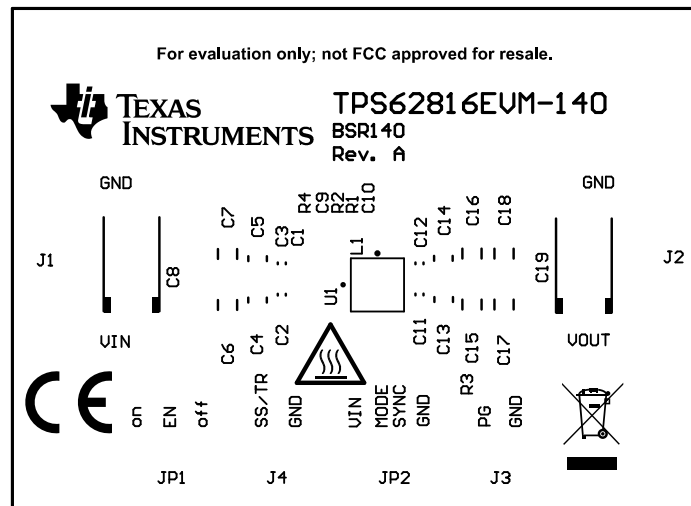 For evaluation only; not FCC approved for resale.
TEXAS
INSTRUMENTS
TPS62816EVM-140
BSR140
Rev. A
GND
GND
C7
C5
C3
C1
R4
C9
R2
R1
C10
C12
C14
C16
C18
L1
J1
C8
U1
C19
J2
VIN
C6
C4
C2
C11
C13
C15
C17
VOUT
CE
on
EN
off
SS/TR
GND
VIN
MODE
SYNC
GND
R3
PG
GND
JP1
J4
JP2
J3